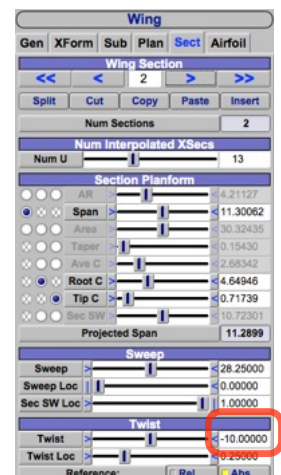 Wing
Gen XForm Sub Plan Sect Airfoil
Wing Section
<< < 2 > >>
Split Cut Copy Paste Insert
Num Sections 2
Num Interpolated XSecs
Num U 13
Section Planform
AR > < 4.21127
Span > < 11.30062
Area > < 30.32435
Taper > < 0.15430
Ave C > < 2.68342
Root C > < 4.64946
Tip C > < 0.71739
Sec SW > < 10.72301
Projected Span 11.2899
Sweep
Sweep > < 28.25000
Sweep Loc > | < 0.00000
Sec SW Loc > | 1.00000
Twist
Twist > < -10.00000
Twist Loc > < 0.25000
Reference: Rel Abs